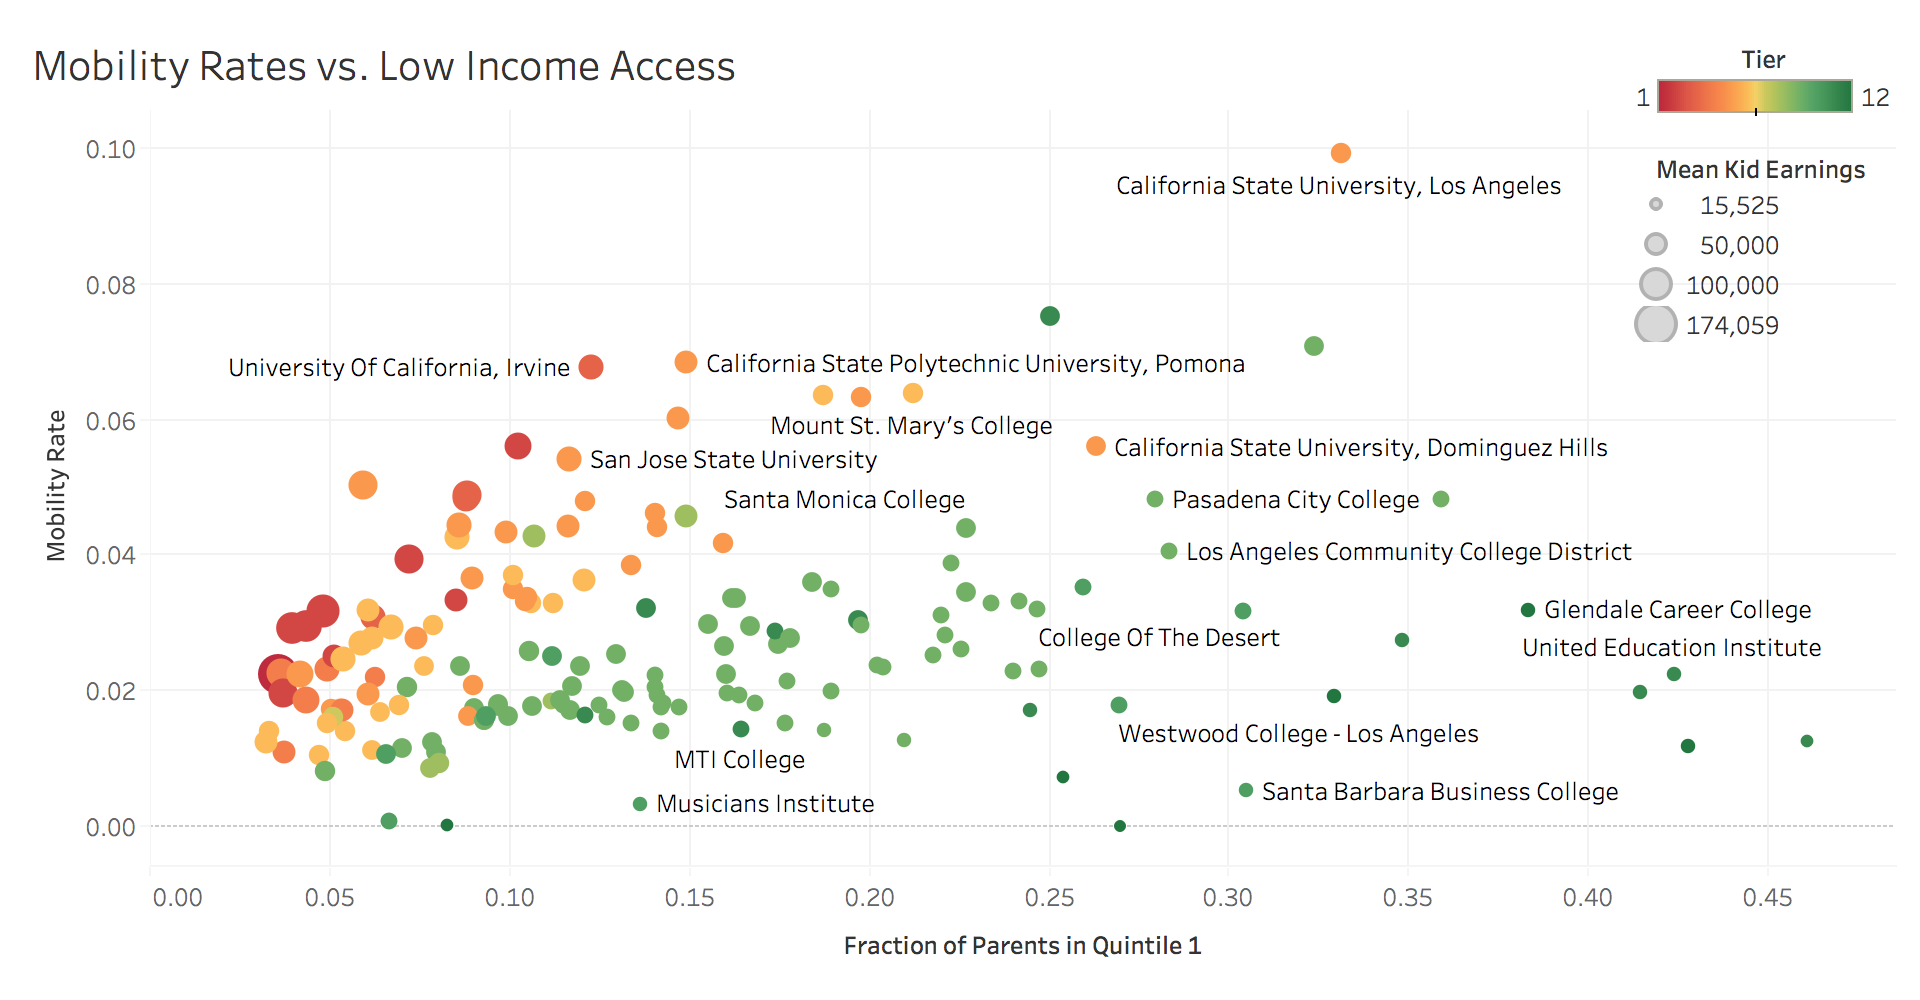 Mobility Rates vs. Low Income Access
Tier
1 12
Mean Kid Earnings
15,525
50,000
100,000
174,059
0.10
California State University, Los Angeles
0.08
University Of California, Irvine
California State Polytechnic University, Pomona
0.06
Mount St. Mary’s College
California State University, Dominguez Hills
San Jose State University
Santa Monica College
Pasadena City College
Mobility Rate
0.04
Los Angeles Community College District
Glendale Career College
College Of The Desert
United Education Institute
0.02
Westwood College - Los Angeles
MTI College
Santa Barbara Business College
Musicians Institute
0.00
0.00 0.05 0.10 0.15 0.20 0.25 0.30 0.35 0.40 0.45
Fraction of Parents in Quintile 1